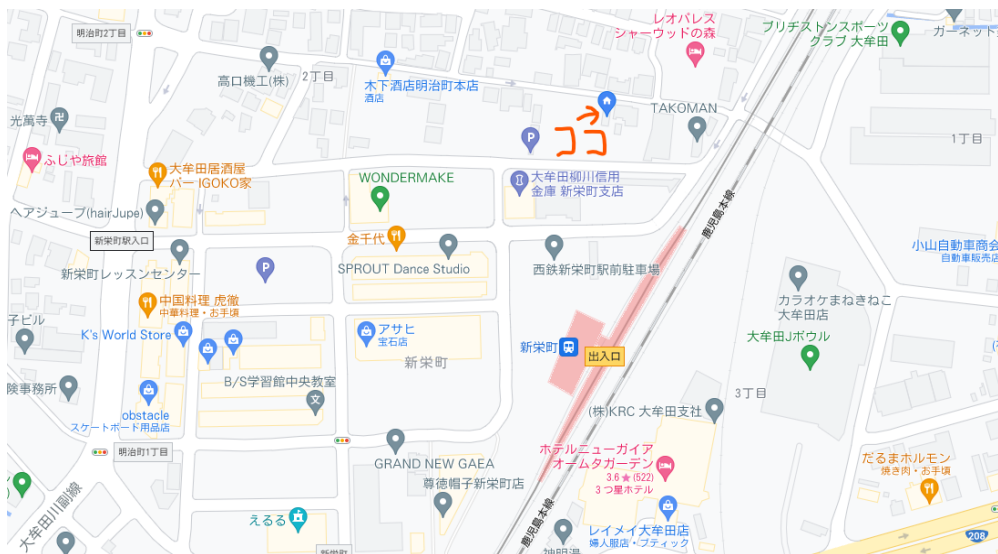 レオパレス
シャーウッドの森
ブリヂストンスポーツ
クラブ 大牟田
ガーネット
明治町2丁目
高口機工(株)
2丁目
木下酒店明治町本店
酒店
TAKOMAN
光萬寺
ココ
1丁目
ふじや旅館
大牟田居酒屋
バー IGOKO家
WONDERMAKE
大牟田柳川信用
金庫 新栄町支店
鹿児島本線
ヘアジュープ(hairJupe)
新栄町駅入口
金千代
新栄町レッスンセンター
SPROUT Dance Studio
西鉄新栄町駅前駐車場
小山自動車商会
自動車販売店
中国料理 虎徹
中華料理・お手頃
カラオケまねきねこ
大牟田店
子ビル
K's World Store
アサヒ
宝石店
新栄町
新栄町
出入口
大牟田Jボウル
B/S学習館中央教室
文
険事務所
3丁目
obstacle
スケートボード用品店
(株)KRC 大牟田支社
明治町1丁目
GRAND NEW GAEA
ホテルニューガイア
オームタガーデン
3.6★(522)
3つ星ホテル
だるまホルモン
焼き肉・お手頃
尊徳帽子新栄町店
大牟田川副線
えるる
鹿児島本線
レイメイ大牟田店
婦人服店・ブティック
208
新栄町
神明湯